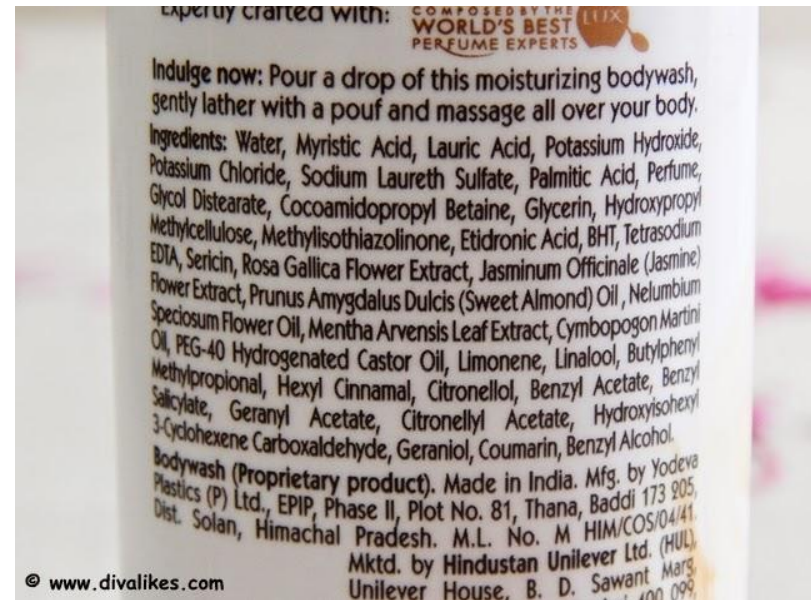 Expertly crafted with:
COMPOSED BY THE
WORLD'S BEST
PERFUME EXPERTS
LUX
Indulge now: Pour a drop of this moisturizing bodywash,
gently lather with a pouf and massage all over your body.
Ingredients: Water, Myristic Acid, Lauric Acid, Potassium Hydroxide,
Potassium Chloride, Sodium Laureth Sulfate, Palmitic Acid, Perfume,
Glycol Distearate, Cocoamidopropyl Betaine, Glycerin, Hydroxypropyl
Methylcellulose, Methylisothiazolinone, Etidronic Acid, BHT, Tetrasodium
EDTA, Sericin, Rosa Gallica Flower Extract, Jasminum Officinale (Jasmine)
Flower Extract, Prunus Amygdalus Dulcis (Sweet Almond) Oil , Nelumbium
Speciosum Flower Oil, Mentha Arvensis Leaf Extract, Cymbopogon Martini
Oil, PEG-40 Hydrogenated Castor Oil, Limonene, Linalool, Butylphenyl
Methylpropional, Hexyl Cinnamal, Citronellol, Benzyl Acetate, Benzyl
Salicylate, Geranyl Acetate, Citronellyl Acetate, Hydroxyisohexyl
3-Cyclohexene Carboxaldehyde, Geraniol, Coumarin, Benzyl Alcohol.
Bodywash (Proprietary product). Made in India. Mfg. by Yodeva
Plastics (P) Ltd., EPIP, Phase II, Plot No. 81, Thana, Baddi 173 205,
Dist. Solan, Himachal Pradesh. M.L. No. M HIM/COS/04/41.
Mktd. by Hindustan Unilever Ltd. (HUL),
Unilever House, B. D. Sawant Marg,
400 099,
© www.divalikes.com